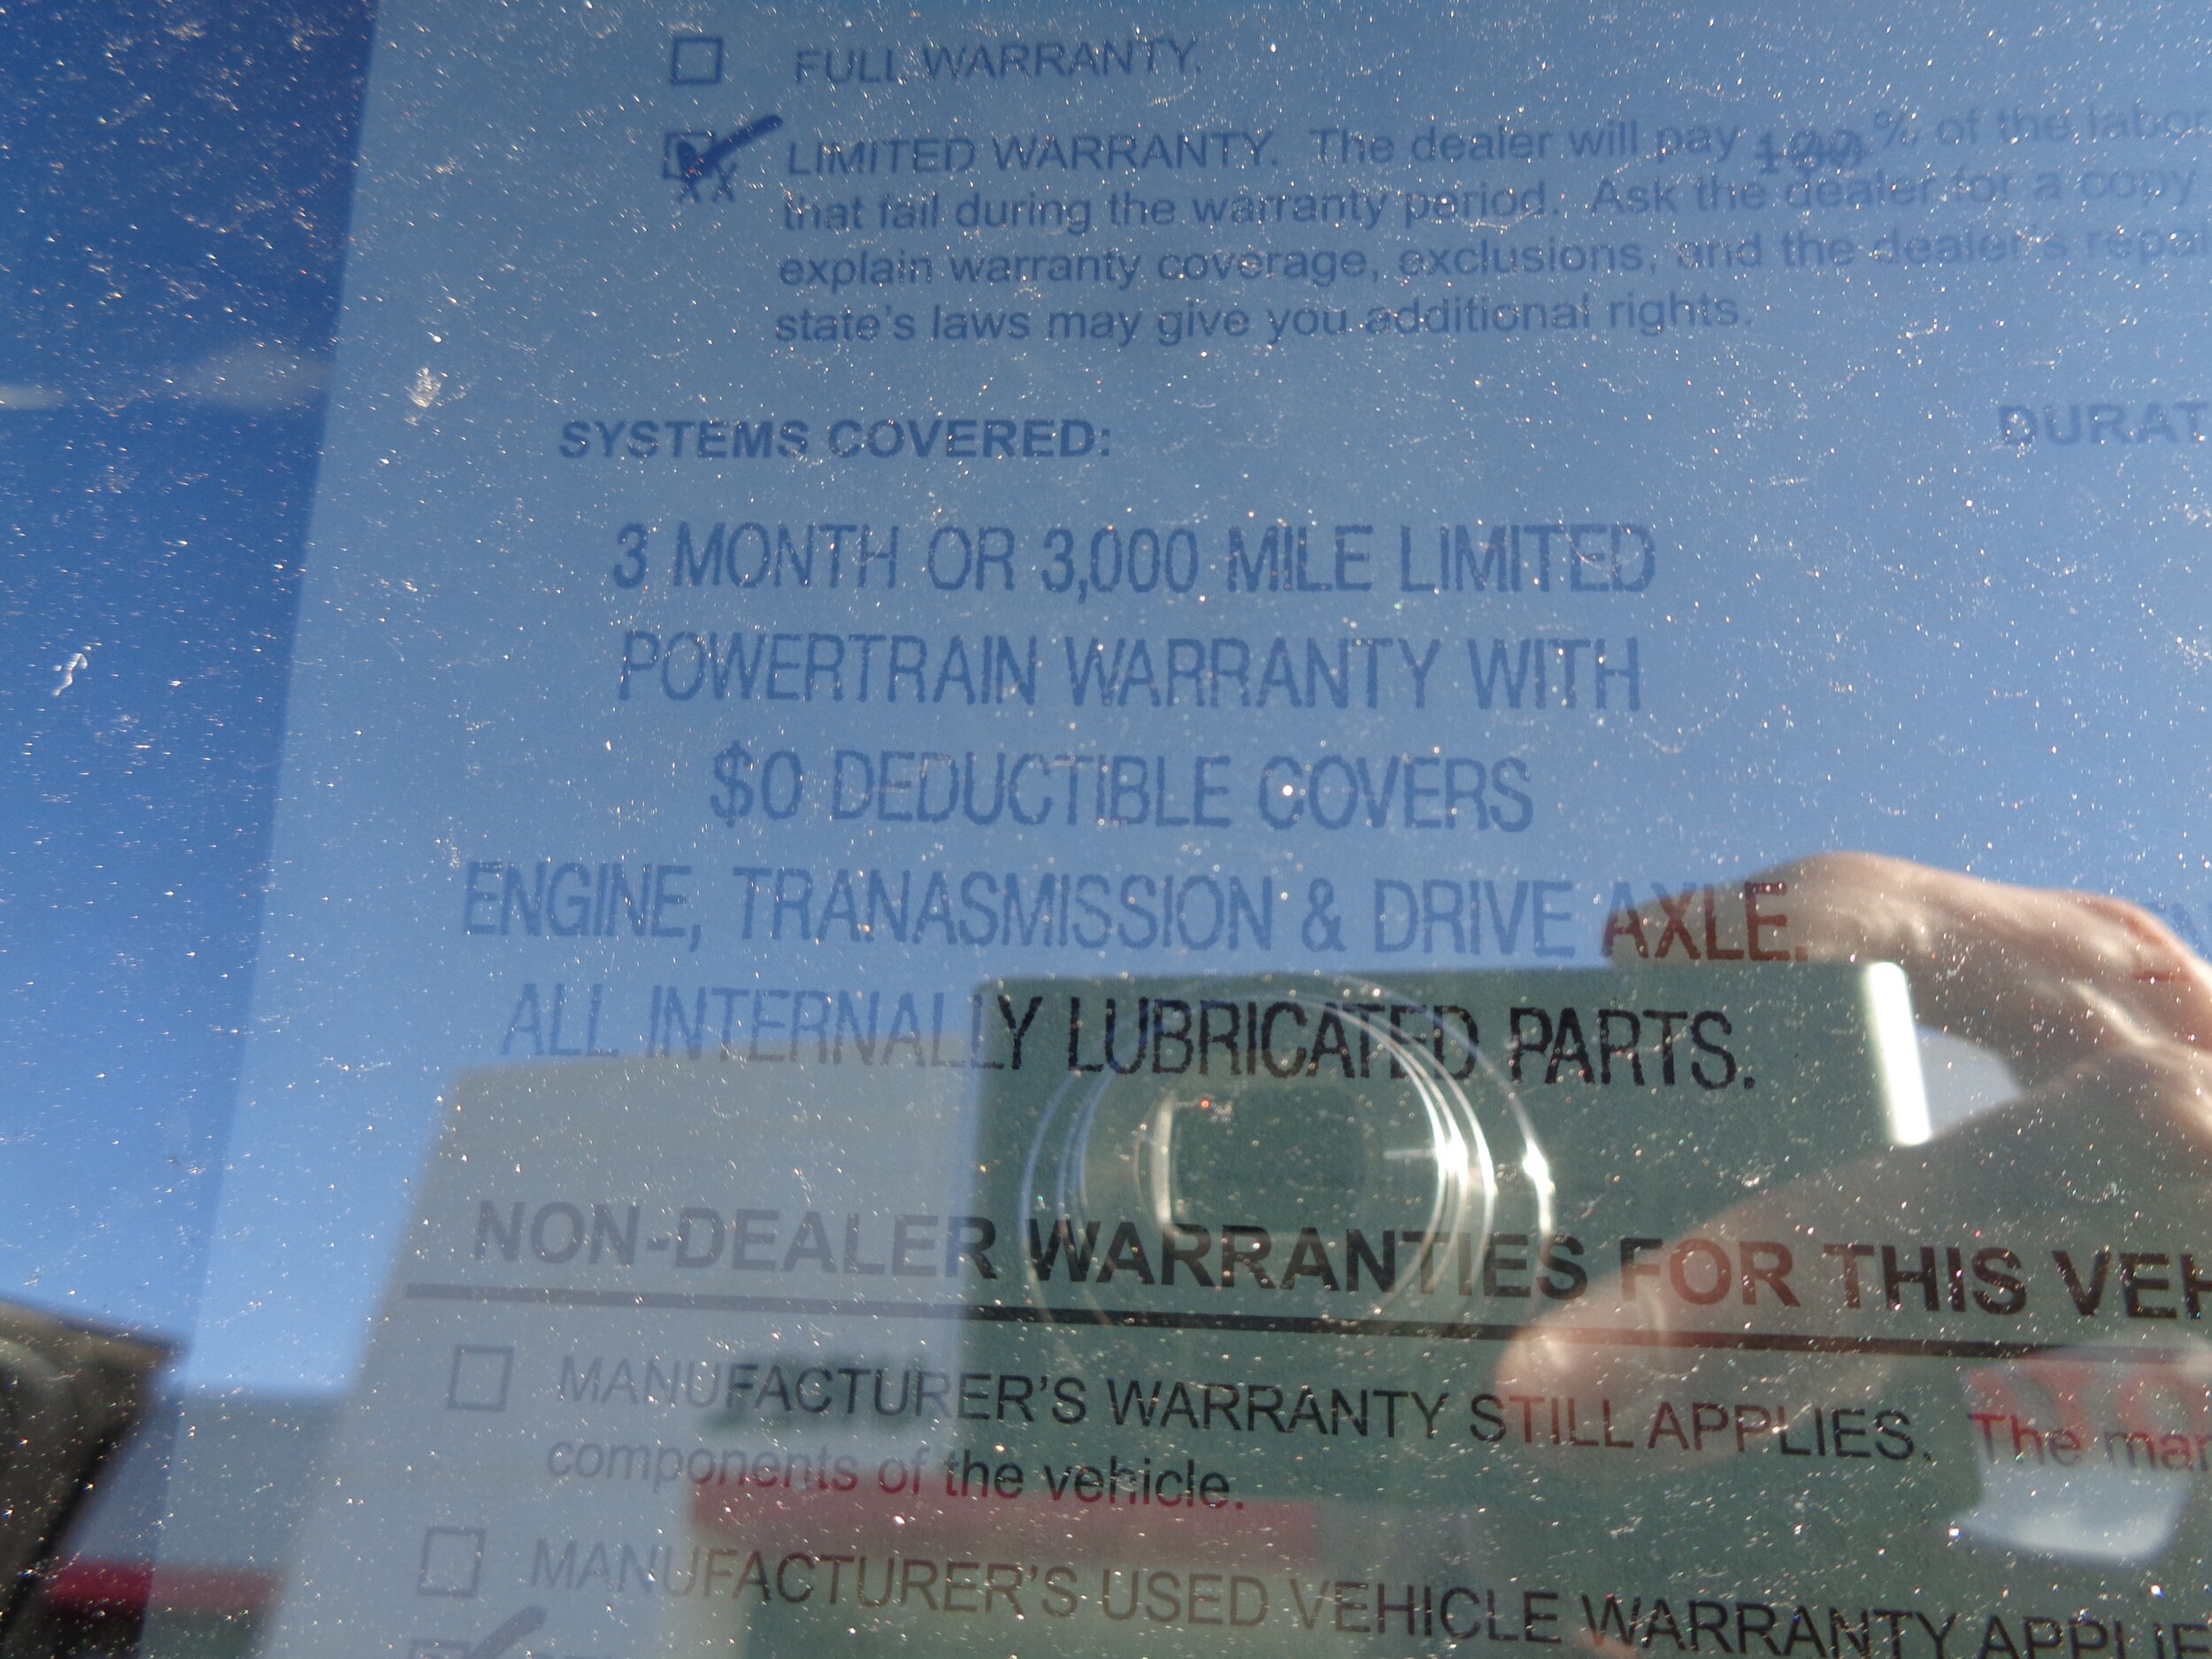 FULL WARRANTY.
LIMITED WARRANTY. The dealer will pay 100% of the labor
that fail during the warranty period. Ask the dealer for a copy
explain warranty coverage, exclusions, and the dealer's repai
state's laws may give you additional rights.
SYSTEMS COVERED: DURAT
3 MONTH OR 3,000 MILE LIMITED
POWERTRAIN WARRANTY WITH
$0 DEDUCTIBLE COVERS
ENGINE, TRANASMISSION & DRIVE AXLE.
ALL INTERNALLY LUBRICATED PARTS.
NON-DEALER WARRANTIES FOR THIS VEH
MANUFACTURER'S WARRANTY STILL APPLIES. The man
components of the vehicle.
MANUFACTURER'S USED VEHICLE WARRANTY APPLIE